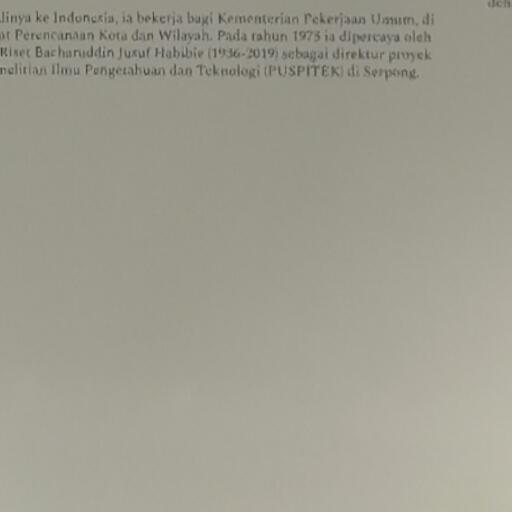 den
linya ke Indonesia, ia bekerja bagi Kementerian Pekerjaan Umum, di
at Perencanaan Kota dan Wilayah. Pada tahun 1973 ia dipercaya oleh
Riset Bacharuddin Jusuf Habibie (1936-2019) sebagai direktur proyek
nelitian Ilmu Pengetahuan dan Teknologi (PUSPITEK) di Serpong.